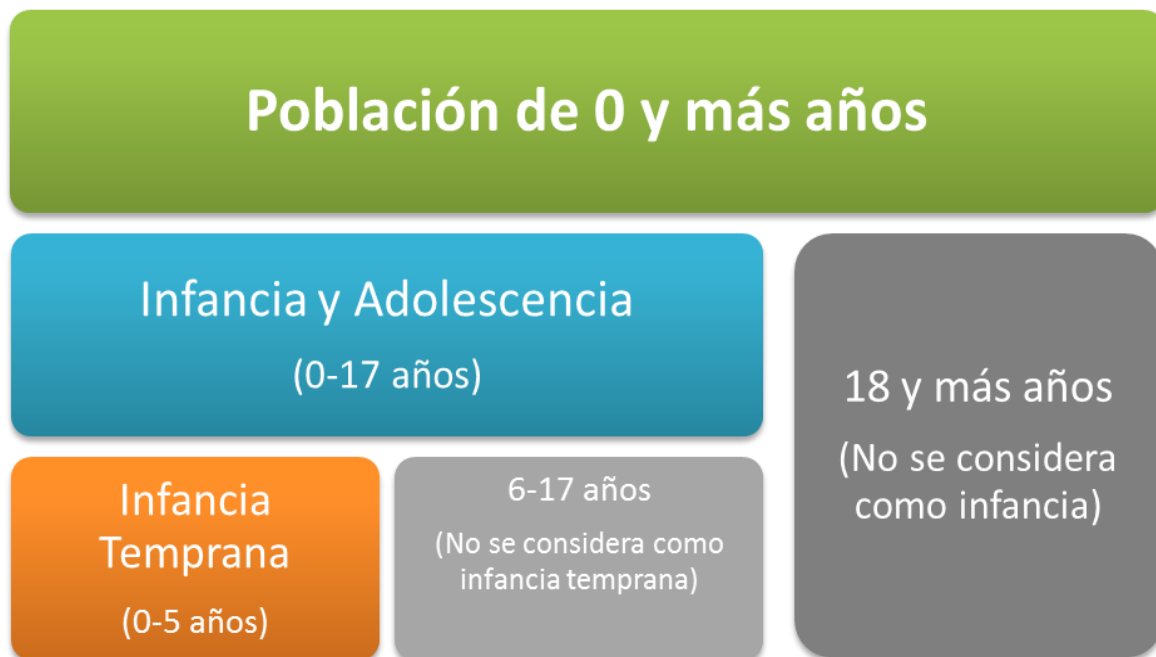 Población de 0 y más años
Infancia y Adolescencia
(0-17 años)
18 y más años
(No se considera
como infancia)
Infancia
Temprana
(0-5 años)
6-17 años
(No se considera como
infancia temprana)